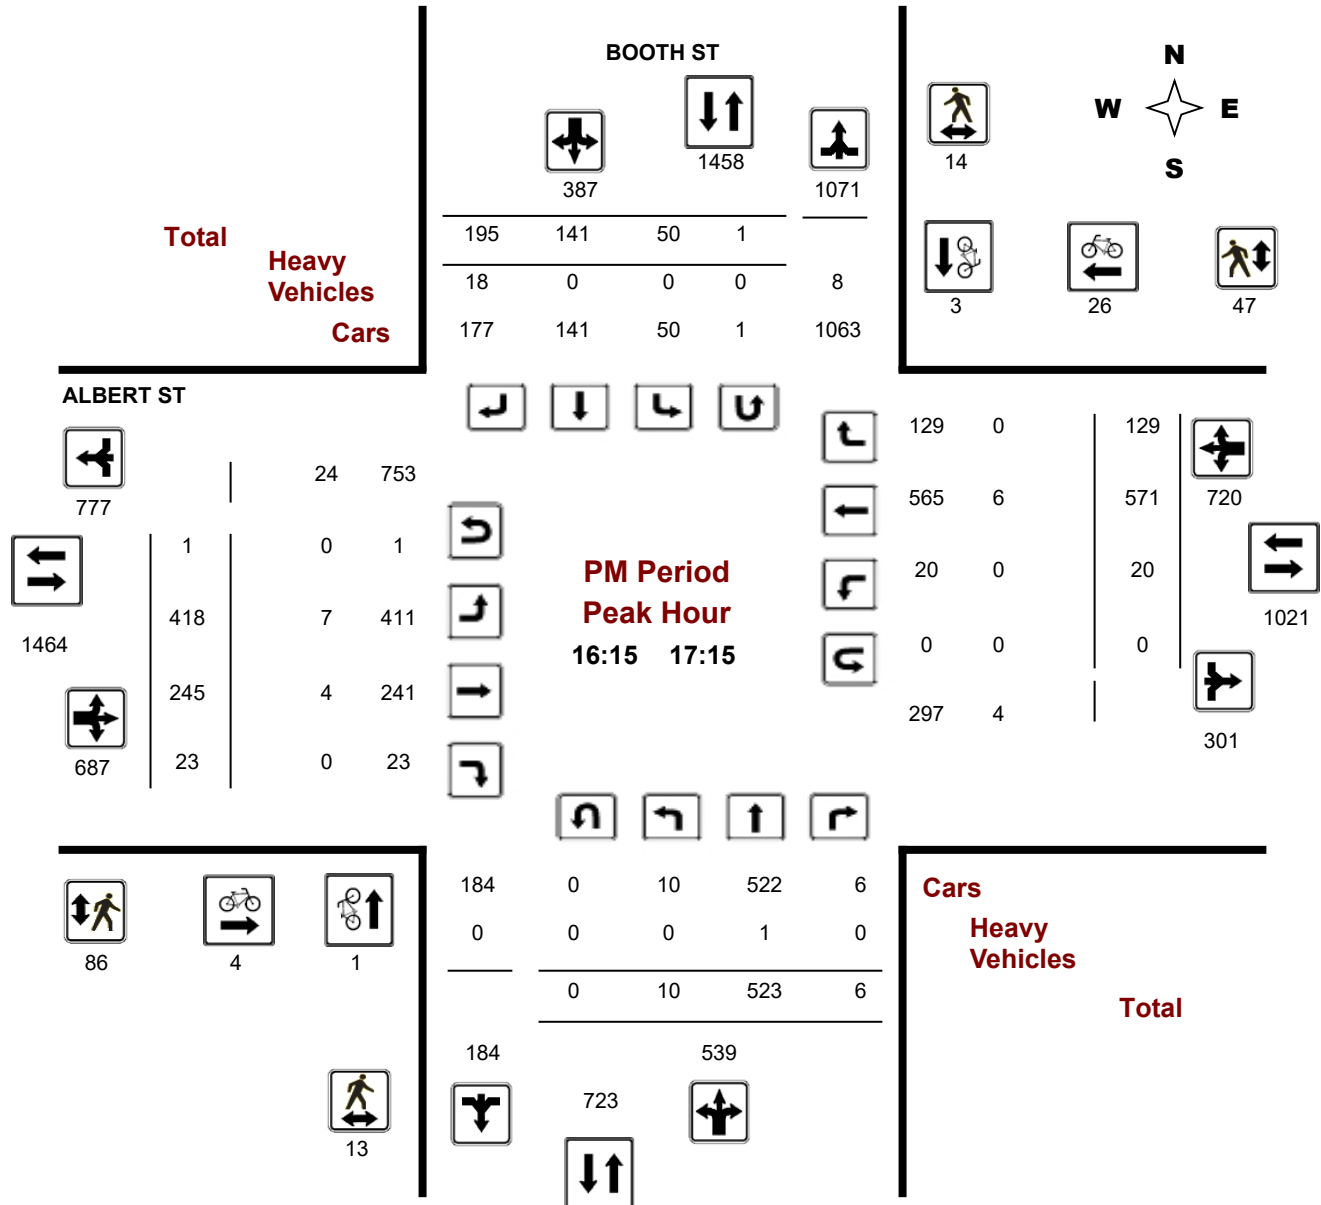 BOOTH ST
N
W E
S
1458
14
387
1071
195 141 50 1
Total
Heavy
Vehicles
18 0 0 0 8
3 26 47
Cars
177 141 50 1 1063
ALBERT ST
129 0 129
24 753
777
565 6 571 720
1 0 1
PM Period
20 0 20
Peak Hour
418 7 411
1021
1464
0 0 0
16:15 17:15
245 4 241
297 4
301
687 23 0 23
184 0 10 522 6
Cars
0 0 0 1 0
Heavy
Vehicles
86 4 1
0 10 523 6
Total
184 539
723
13